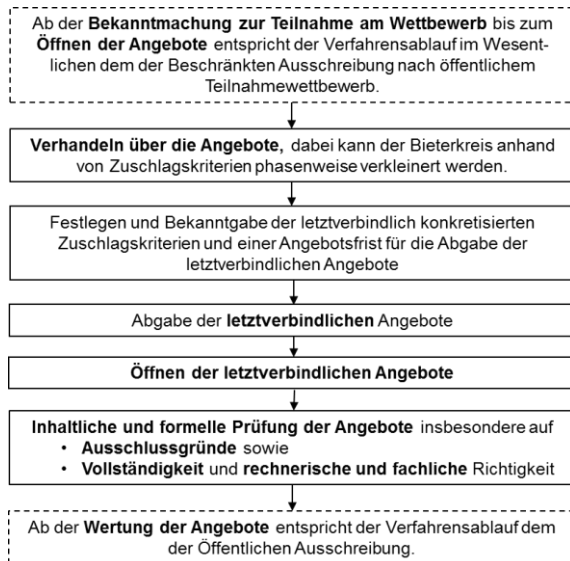 Ab der Bekanntmachung zur Teilnahme am Wettbewerb bis zum
Öffnen der Angebote entspricht der Verfahrensablauf im Wesent-
lichen dem der Beschränkten Ausschreibung nach öffentlichem
Teilnahmewettbewerb.
Verhandeln über die Angebote, dabei kann der Bieterkreis anhand
von Zuschlagskriterien phasenweise verkleinert werden.
Festlegen und Bekanntgabe der letztverbindlich konkretisierten
Zuschlagskriterien und einer Angebotsfrist für die Abgabe der
letztverbindlichen Angebote
Abgabe der letztverbindlichen Angebote
Öffnen der letztverbindlichen Angebote
Inhaltliche und formelle Prüfung der Angebote insbesondere auf
• Ausschlussgründe sowie
• Vollständigkeit und rechnerische und fachliche Richtigkeit
Ab der Wertung der Angebote entspricht der Verfahrensablauf dem
der Öffentlichen Ausschreibung.